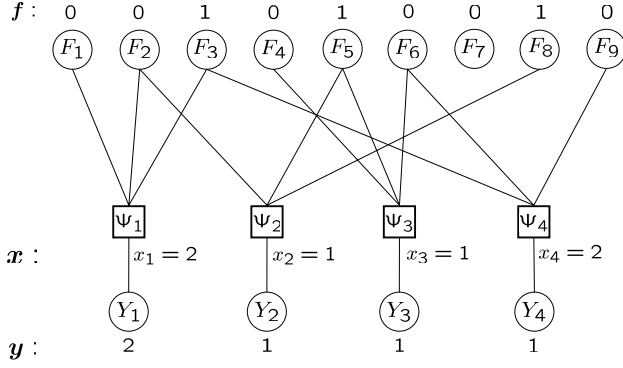 f : 0 0 1 0 1 0 0 1 0
F₁ F₂ F₃ F₄ F₅ F₆ F₇ F₈ F₉
Ψ₁ Ψ₂ Ψ₃ Ψ₄
x : x₁ = 2 x₂ = 1 x₃ = 1 x₄ = 2
Y₁ Y₂ Y₃ Y₄
y : 2 1 1 1